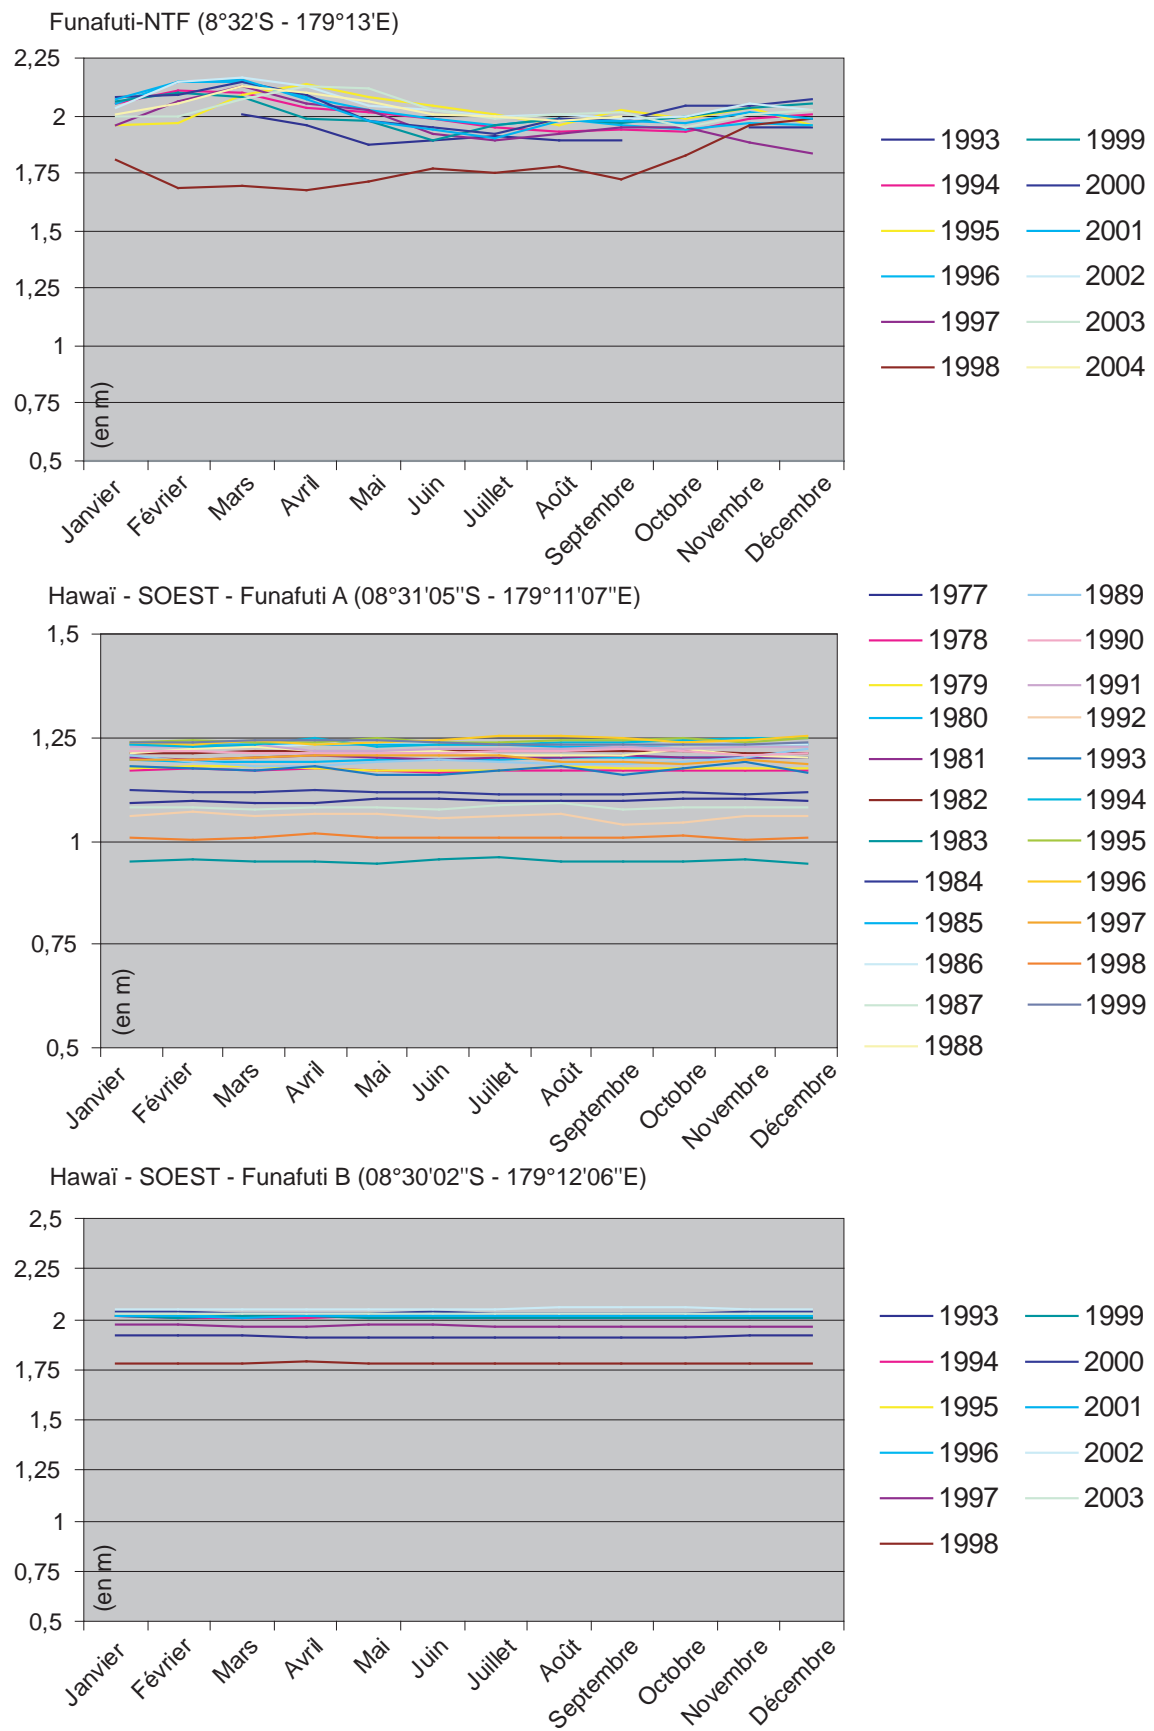 Funafuti-NTF (8°32'S - 179°13'E)
2,25
2
1,75
1,5
1,25
1
0,75
0,5
(en m)
Janvier
Février
Mars
Avril
Mai
Juin
Juillet
Août
Septembre
Octobre
Novembre
Décembre
1993
1994
1995
1996
1997
1998
1999
2000
2001
2002
2003
2004
Hawaï - SOEST - Funafuti A (08°31'05"S - 179°11'07"E)
1,5
1,25
1
0,75
0,5
(en m)
Janvier
Février
Mars
Avril
Mai
Juin
Juillet
Août
Septembre
Octobre
Novembre
Décembre
1977
1978
1979
1980
1981
1982
1983
1984
1985
1986
1987
1988
1989
1990
1991
1992
1993
1994
1995
1996
1997
1998
1999
Hawaï - SOEST - Funafuti B (08°30'02"S - 179°12'06"E)
2,5
2,25
2
1,75
1,5
1,25
1
0,75
0,5
(en m)
Janvier
Février
Mars
Avril
Mai
Juin
Juillet
Août
Septembre
Octobre
Novembre
Décembre
1993
1994
1995
1996
1997
1998
1999
2000
2001
2002
2003